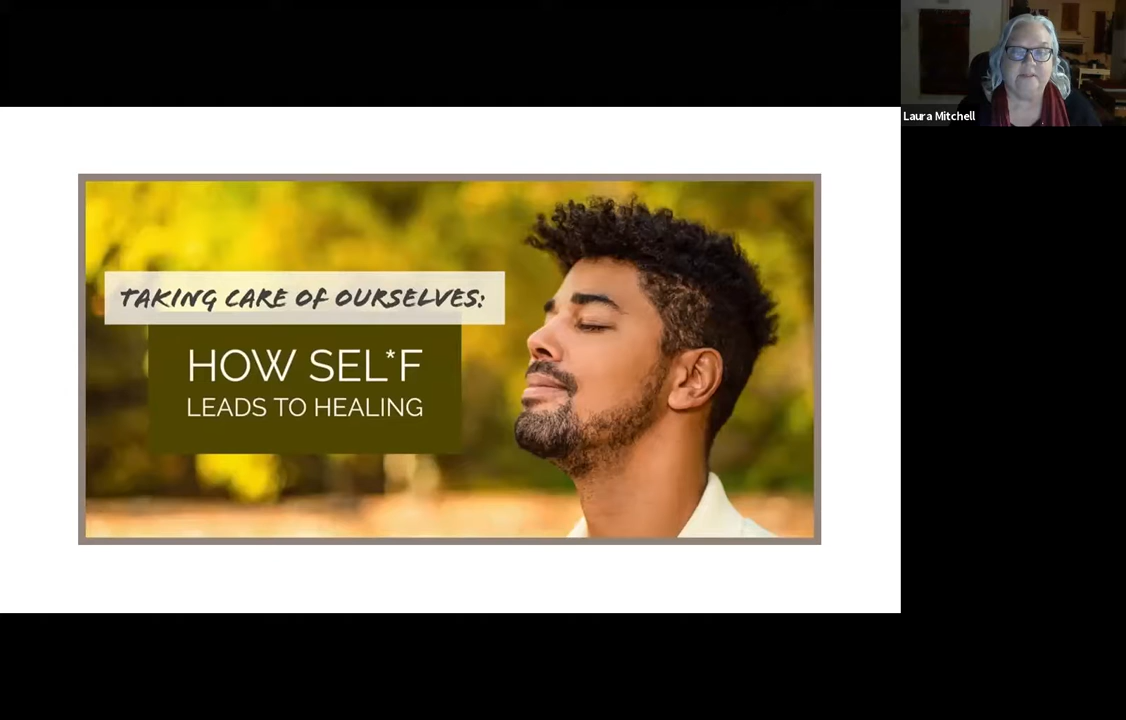 TAKING CARE OF OURSELVES:
HOW SEL*F
LEADS TO HEALING
Laura Mitchell